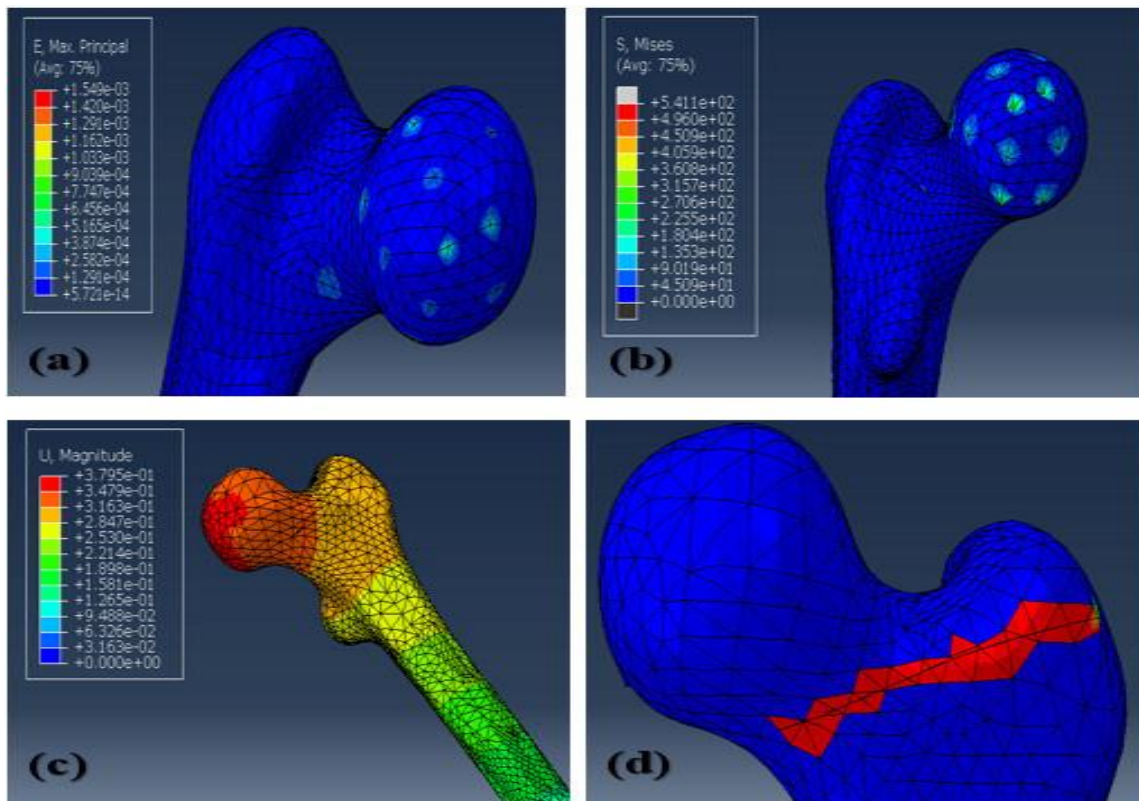 E, Max. Principal
(Avg: 75%)
+1.549e-03
+1.420e-03
+1.291e-03
+1.162e-03
+1.033e-03
+9.039e-04
+7.747e-04
+6.456e-04
+5.165e-04
+3.874e-04
+2.582e-04
+1.291e-04
+5.721e-14
(a)
S, Mises
(Avg: 75%)
+5.411e+02
+4.960e+02
+4.509e+02
+4.059e+02
+3.608e+02
+3.157e+02
+2.706e+02
+2.255e+02
+1.804e+02
+1.353e+02
+9.019e+01
+4.509e+01
+0.000e+00
(b)
U, Magnitude
+3.795e-01
+3.479e-01
+3.163e-01
+2.847e-01
+2.530e-01
+2.214e-01
+1.898e-01
+1.581e-01
+1.265e-01
+9.488e-02
+6.326e-02
+3.163e-02
+0.000e+00
(c)
(d)